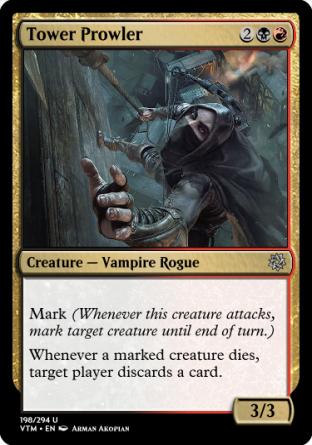 Tower Prowler 2
Creature — Vampire Rogue
Mark (Whenever this creature attacks,
mark target creature until end of turn.)
Whenever a marked creature dies,
target player discards a card.
3/3
198/294 U
VTM • EN Arman Akopian